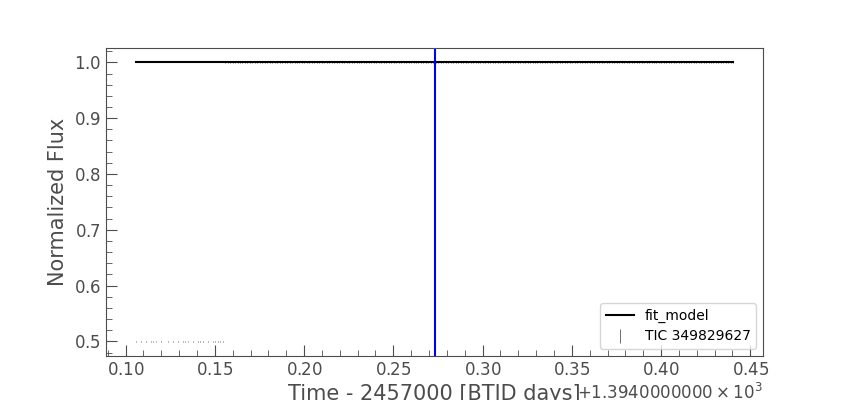 Normalized Flux
1.0
0.9
0.8
0.7
0.6
0.5
fit_model
TIC 349829627
0.10 0.15 0.20 0.25 0.30 0.35 0.40 0.45
Time - 2457000 [BTJD days]
+1.3940000000 × 10³